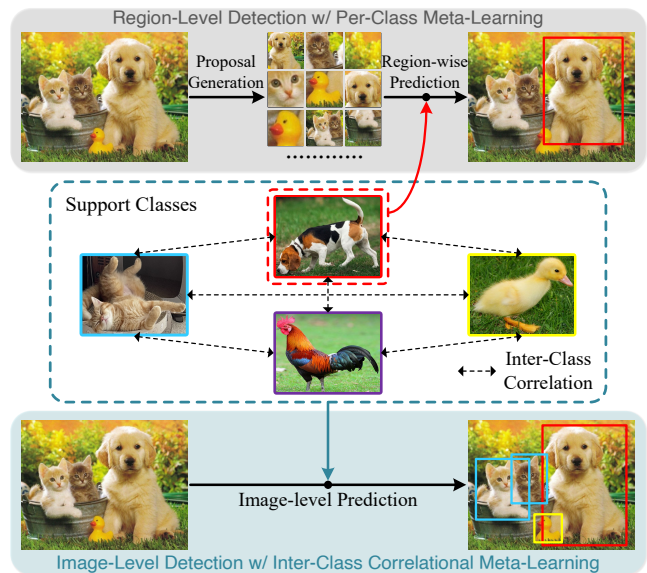 Region-Level Detection w/ Per-Class Meta-Learning
Proposal
Generation
Region-wise
Prediction
.............
Support Classes
Inter-Class
Correlation
Image-level Prediction
Image-Level Detection w/ Inter-Class Correlational Meta-Learning